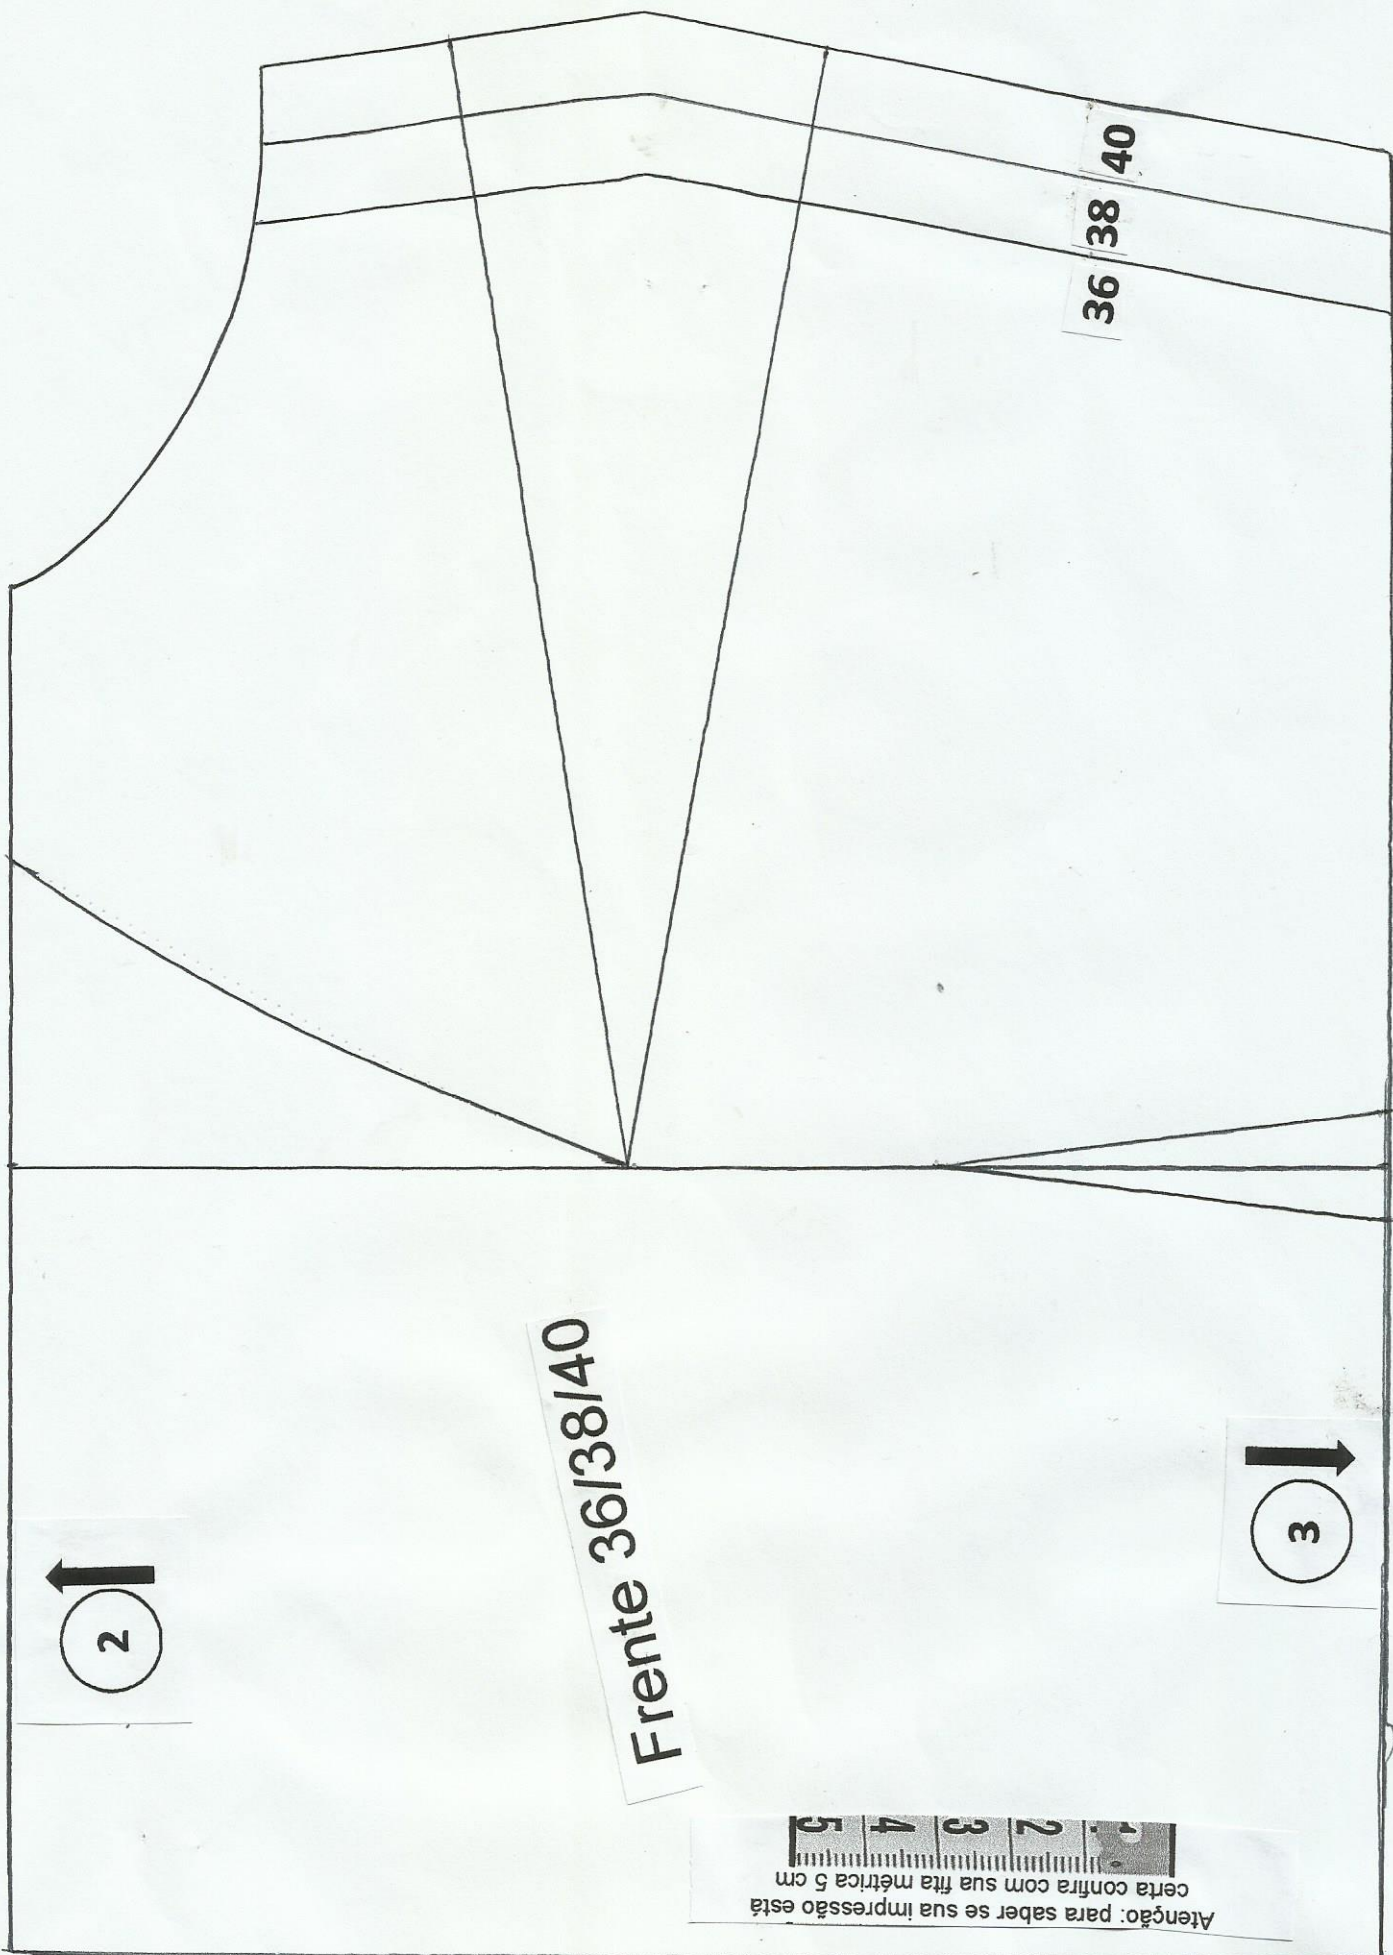 40
38
36
Frente 36/38/40
2
3
Atenção: para saber se sua impressão está
certa confira com sua fita métrica 5 cm
2 3 4 5